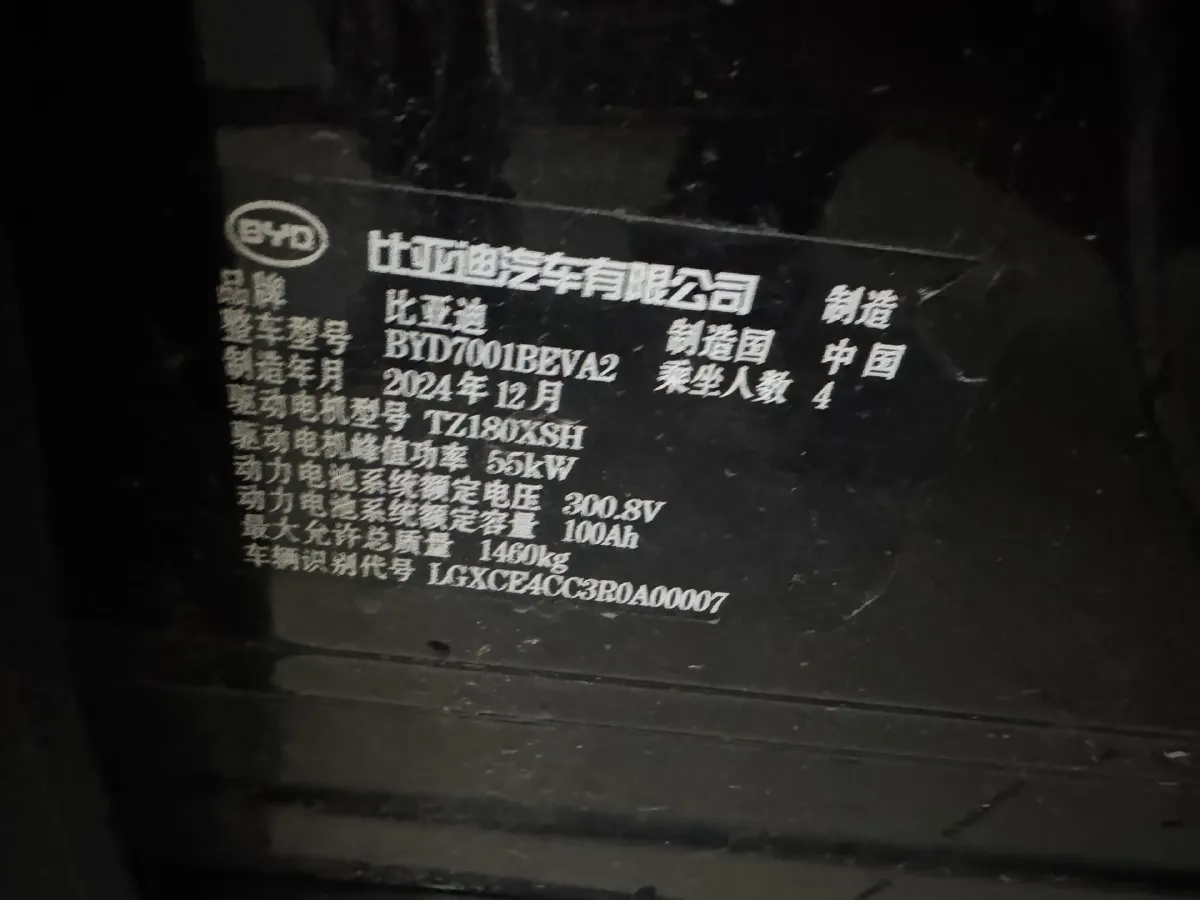 BYD 比亚迪汽车有限公司 制造
品牌 比亚迪 制造国 中国
整车型号 BYD7001BEVA2 乘坐人数 4
制造年月 2024年12月
驱动电机型号 TZ180XSH
驱动电机峰值功率 55kW
动力电池系统额定电压 300.8V
动力电池系统额定容量 100Ah
最大允许总质量 1460kg
车辆识别代号 LGXCE4CC3R0A00007